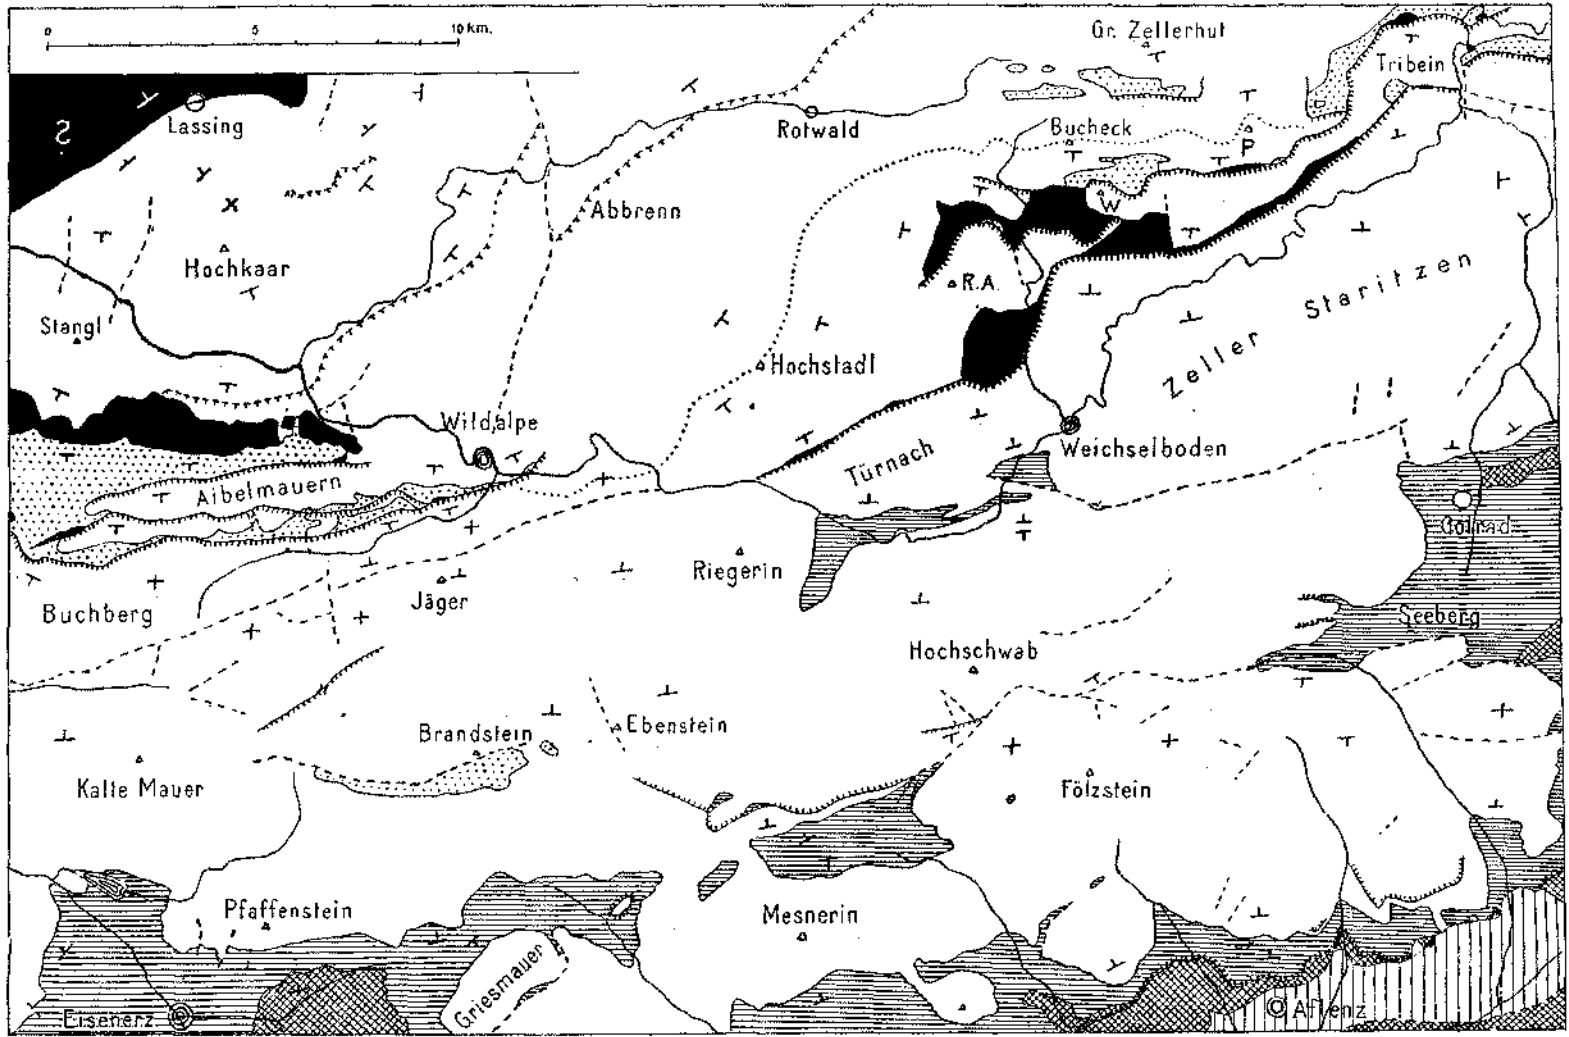 0 5 10 km.
Gr. Zellerhut
Tribein
Lassing
?
Rotwald
Bucheck
P
Abbrenn
W
Hochkaar
R.A.
Zeller Staritzen
Stangl
Hochstadl
Wildalpe
Türnach
Weichselboden
Aibelmauern
Gollrad
Riegerin
Buchberg
Jäger
Seeberg
Hochschwab
Brandstein
Ebenstein
Kalte Mauer
Fölzstein
Pfaffenstein
Mesnerin
Griesmauer
Eisenerz
Aflenz